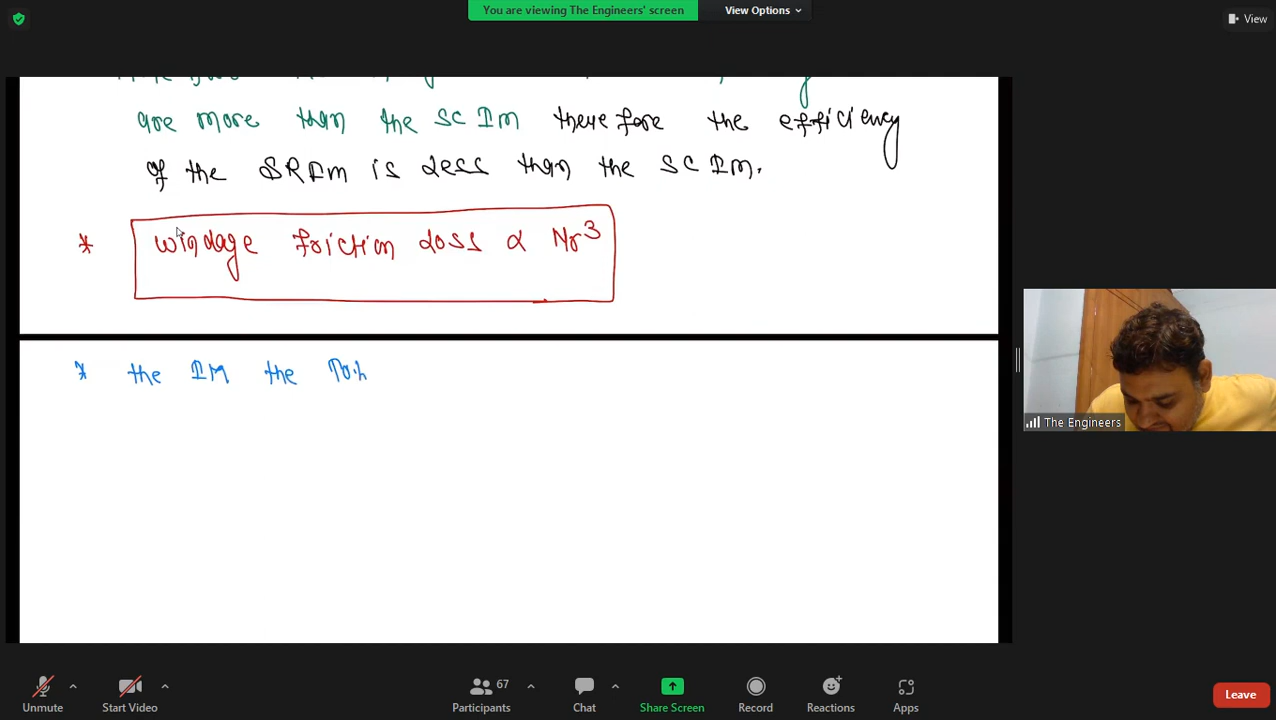 You are viewing The Engineers' screen
View Options
View
are more than the SCIM therefore the efficiency
of the SRIM is Less than the SCIM.
* windage friction Loss α Nr³
* the IM the
The Engineers
Unmute
Start Video
67
Participants
Chat
Share Screen
Record
Reactions
Apps
Leave